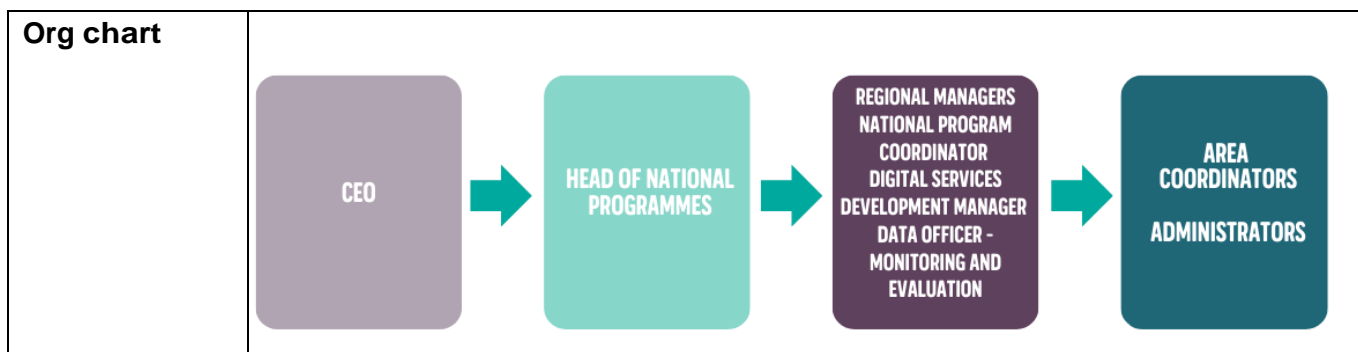 Org chart
CEO
HEAD OF NATIONAL
PROGRAMMES
REGIONAL MANAGERS
NATIONAL PROGRAM
COORDINATOR
DIGITAL SERVICES
DEVELOPMENT MANAGER
DATA OFFICER -
MONITORING AND
EVALUATION
AREA
COORDINATORS
ADMINISTRATORS